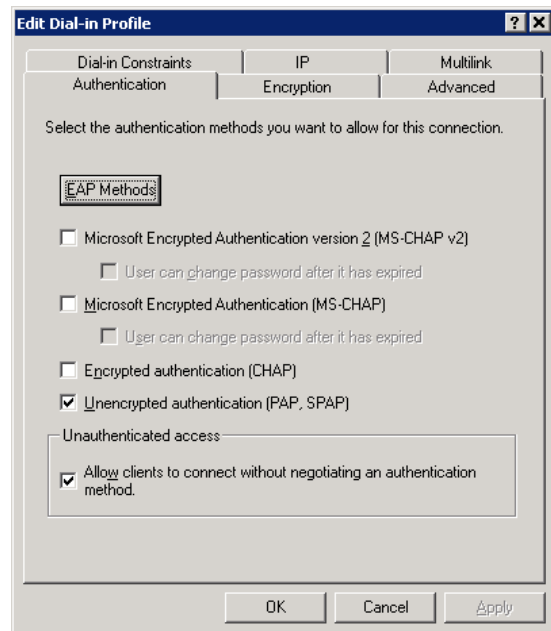 Edit Dial-in Profile
Dial-in Constraints IP Multilink
Authentication Encryption Advanced
Select the authentication methods you want to allow for this connection.
EAP Methods
Microsoft Encrypted Authentication version 2 (MS-CHAP v2)
User can change password after it has expired
Microsoft Encrypted Authentication (MS-CHAP)
User can change password after it has expired
Encrypted authentication (CHAP)
Unencrypted authentication (PAP, SPAP)
Unauthenticated access
Allow clients to connect without negotiating an authentication
method.
OK Cancel Apply